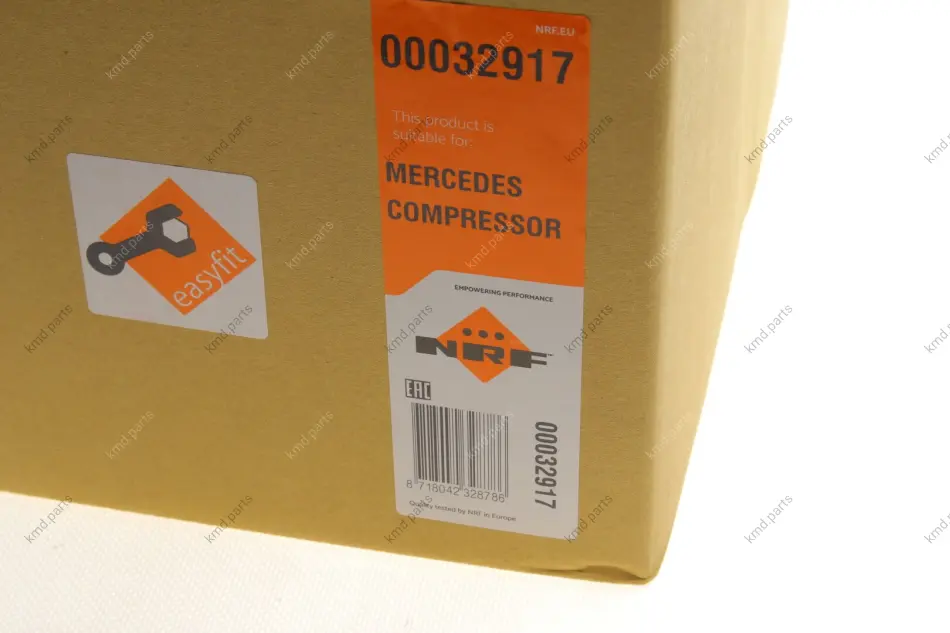 NRF.EU
00032917
This product is
suitable for:
MERCEDES
COMPRESSOR
easyfit
EMPOWERING PERFORMANCE
NRF
EAC
00032917
8 718042 328786
Quality tested by NRF in Europe
kmd.parts